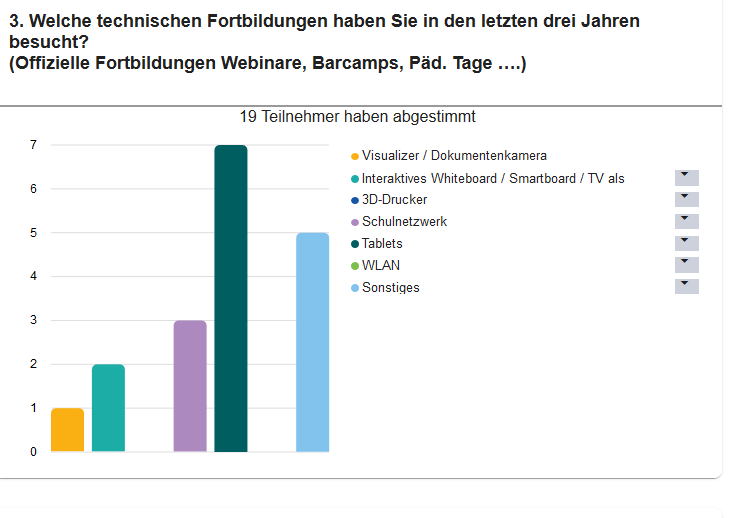 3. Welche technischen Fortbildungen haben Sie in den letzten drei Jahren
besucht?
(Offizielle Fortbildungen Webinare, Barcamps, Päd. Tage ….)
19 Teilnehmer haben abgestimmt
7
6
5
4
3
2
1
0
Visualizer / Dokumentenkamera
Interaktives Whiteboard / Smartboard / TV als
3D-Drucker
Schulnetzwerk
Tablets
WLAN
Sonstiges